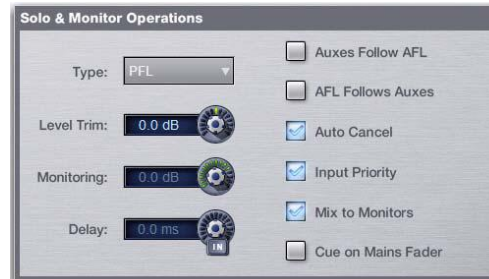 Solo & Monitor Operations
Type: PFL
Level Trim: 0.0 dB
Monitoring: 0.0 dB
Delay: 0.0 ms
IN
Auxes Follow AFL
AFL Follows Auxes
Auto Cancel
Input Priority
Mix to Monitors
Cue on Mains Fader